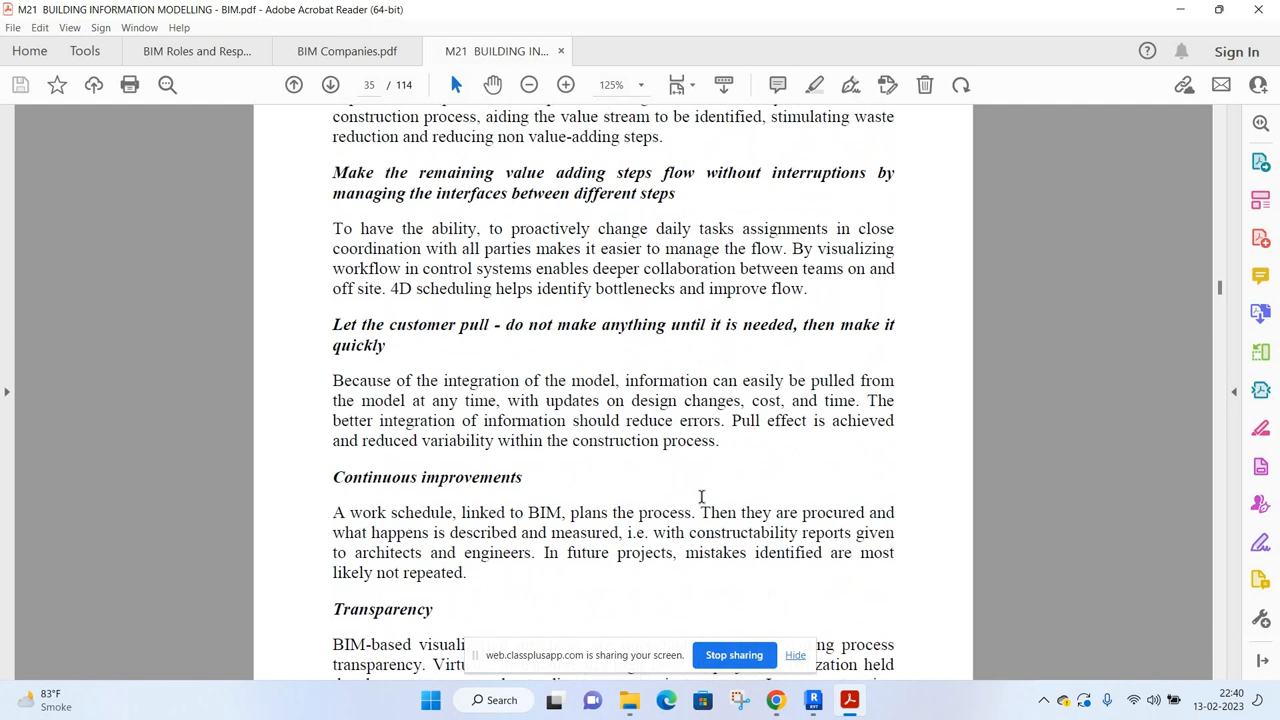 M21 BUILDING INFORMATION MODELLING - BIM.pdf - Adobe Acrobat Reader (64-bit)
File Edit View Sign Window Help
Home Tools BIM Roles and Resp... BIM Companies.pdf M21 BUILDING IN... × Sign In
35 / 114 125%
construction process, aiding the value stream to be identified, stimulating waste
reduction and reducing non value-adding steps.
Make the remaining value adding steps flow without interruptions by
managing the interfaces between different steps
To have the ability, to proactively change daily tasks assignments in close
coordination with all parties makes it easier to manage the flow. By visualizing
workflow in control systems enables deeper collaboration between teams on and
off site. 4D scheduling helps identify bottlenecks and improve flow.
Let the customer pull - do not make anything until it is needed, then make it
quickly
Because of the integration of the model, information can easily be pulled from
the model at any time, with updates on design changes, cost, and time. The
better integration of information should reduce errors. Pull effect is achieved
and reduced variability within the construction process.
Continuous improvements
A work schedule, linked to BIM, plans the process. Then they are procured and
what happens is described and measured, i.e. with constructability reports given
to architects and engineers. In future projects, mistakes identified are most
likely not repeated.
Transparency
BIM-based process
web.classplusapp.com is sharing your screen. Stop sharing Hide
transparency. held
83°F
Smoke
Search
22:40
13-02-2023